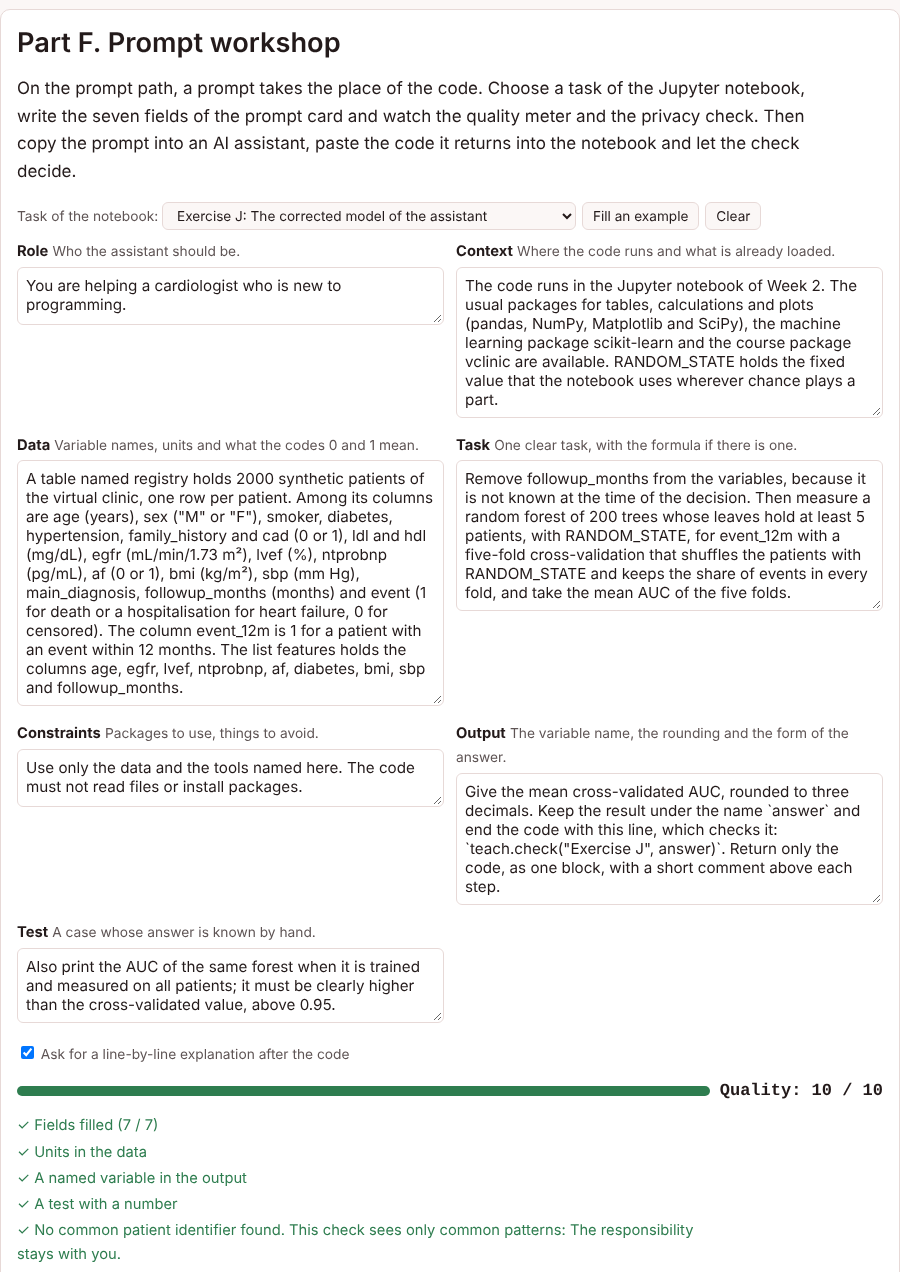 Part F. Prompt workshop
On the prompt path, a prompt takes the place of the code. Choose a task of the Jupyter notebook,
write the seven fields of the prompt card and watch the quality meter and the privacy check. Then
copy the prompt into an AI assistant, paste the code it returns into the notebook and let the check
decide.
Task of the notebook: Exercise J: The corrected model of the assistant Fill an example Clear
Role Who the assistant should be.
You are helping a cardiologist who is new to
programming.
Context Where the code runs and what is already loaded.
The code runs in the Jupyter notebook of Week 2. The
usual packages for tables, calculations and plots
(pandas, NumPy, Matplotlib and SciPy), the machine
learning package scikit-learn and the course package
vclinic are available. RANDOM_STATE holds the fixed
value that the notebook uses wherever chance plays a
part.
Data Variable names, units and what the codes 0 and 1 mean.
A table named registry holds 2000 synthetic patients of
the virtual clinic, one row per patient. Among its columns
are age (years), sex ("M" or "F"), smoker, diabetes,
hypertension, family_history and cad (0 or 1), ldl and hdl
(mg/dL), egfr (mL/min/1.73 m²), lvef (%), ntprobnp
(pg/mL), af (0 or 1), bmi (kg/m²), sbp (mm Hg),
main_diagnosis, followup_months (months) and event (1
for death or a hospitalisation for heart failure, 0 for
censored). The column event_12m is 1 for a patient with
an event within 12 months. The list features holds the
columns age, egfr, lvef, ntprobnp, af, diabetes, bmi, sbp
and followup_months.
Task One clear task, with the formula if there is one.
Remove followup_months from the variables, because it
is not known at the time of the decision. Then measure a
random forest of 200 trees whose leaves hold at least 5
patients, with RANDOM_STATE, for event_12m with a
five-fold cross-validation that shuffles the patients with
RANDOM_STATE and keeps the share of events in every
fold, and take the mean AUC of the five folds.
Constraints Packages to use, things to avoid.
Use only the data and the tools named here. The code
must not read files or install packages.
Output The variable name, the rounding and the form of the
answer.
Give the mean cross-validated AUC, rounded to three
decimals. Keep the result under the name `answer` and
end the code with this line, which checks it:
`teach.check("Exercise J", answer)`. Return only the
code, as one block, with a short comment above each
step.
Test A case whose answer is known by hand.
Also print the AUC of the same forest when it is trained
and measured on all patients; it must be clearly higher
than the cross-validated value, above 0.95.
Ask for a line-by-line explanation after the code
Quality: 10 / 10
✓ Fields filled (7 / 7)
✓ Units in the data
✓ A named variable in the output
✓ A test with a number
✓ No common patient identifier found. This check sees only common patterns: The responsibility
stays with you.